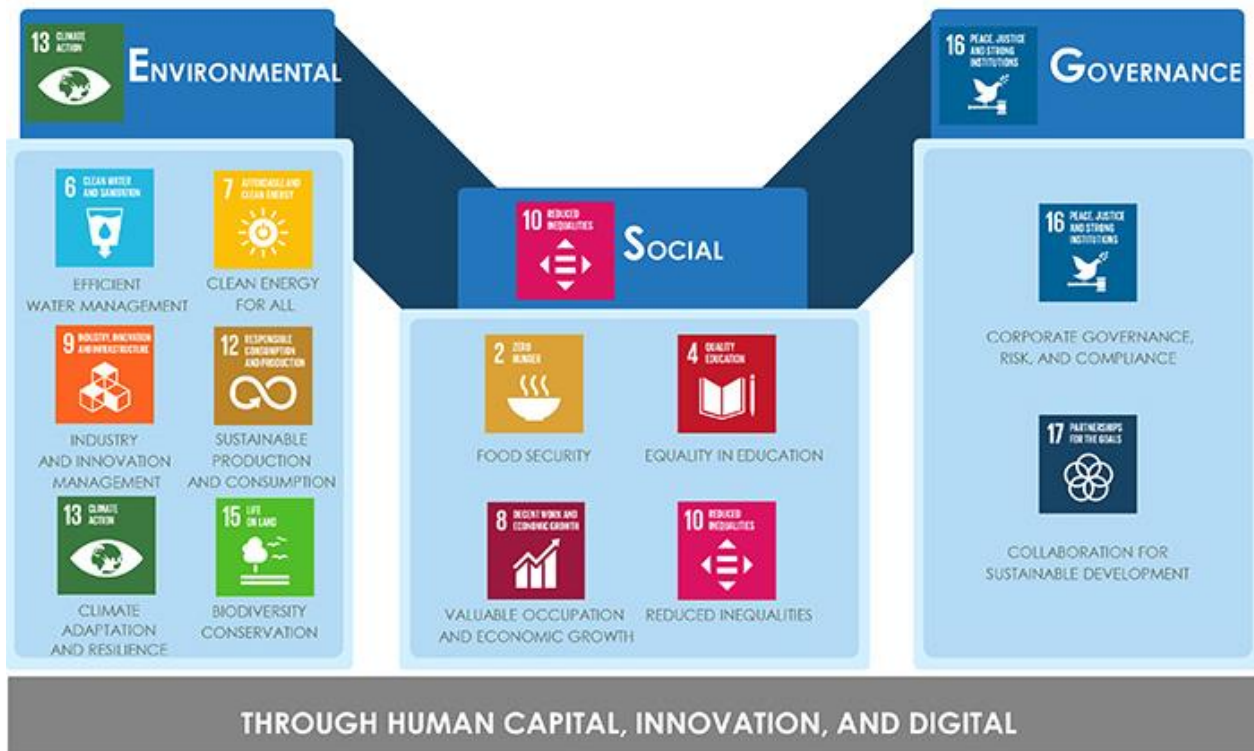 13 CLIMATE
ACTION
ENVIRONMENTAL
6 CLEAN WATER
AND SANITATION
EFFICIENT
WATER MANAGEMENT
7 AFFORDABLE AND
CLEAN ENERGY
CLEAN ENERGY
FOR ALL
9 INDUSTRY, INNOVATION
AND INFRASTRUCTURE
INDUSTRY
AND INNOVATION
MANAGEMENT
12 RESPONSIBLE
CONSUMPTION
AND PRODUCTION
SUSTAINABLE
PRODUCTION
AND CONSUMPTION
13 CLIMATE
ACTION
CLIMATE
ADAPTATION
AND RESILIENCE
15 LIFE
ON LAND
BIODIVERSITY
CONSERVATION
10 REDUCED
INEQUALITIES
SOCIAL
2 ZERO
HUNGER
FOOD SECURITY
4 QUALITY
EDUCATION
EQUALITY IN EDUCATION
8 DECENT WORK AND
ECONOMIC GROWTH
VALUABLE OCCUPATION
AND ECONOMIC GROWTH
10 REDUCED
INEQUALITIES
REDUCED INEQUALITIES
16 PEACE, JUSTICE
AND STRONG
INSTITUTIONS
GOVERNANCE
16 PEACE, JUSTICE
AND STRONG
INSTITUTIONS
CORPORATE GOVERNANCE,
RISK, AND COMPLIANCE
17 PARTNERSHIPS
FOR THE GOALS
COLLABORATION FOR
SUSTAINABLE DEVELOPMENT
THROUGH HUMAN CAPITAL, INNOVATION, AND DIGITAL